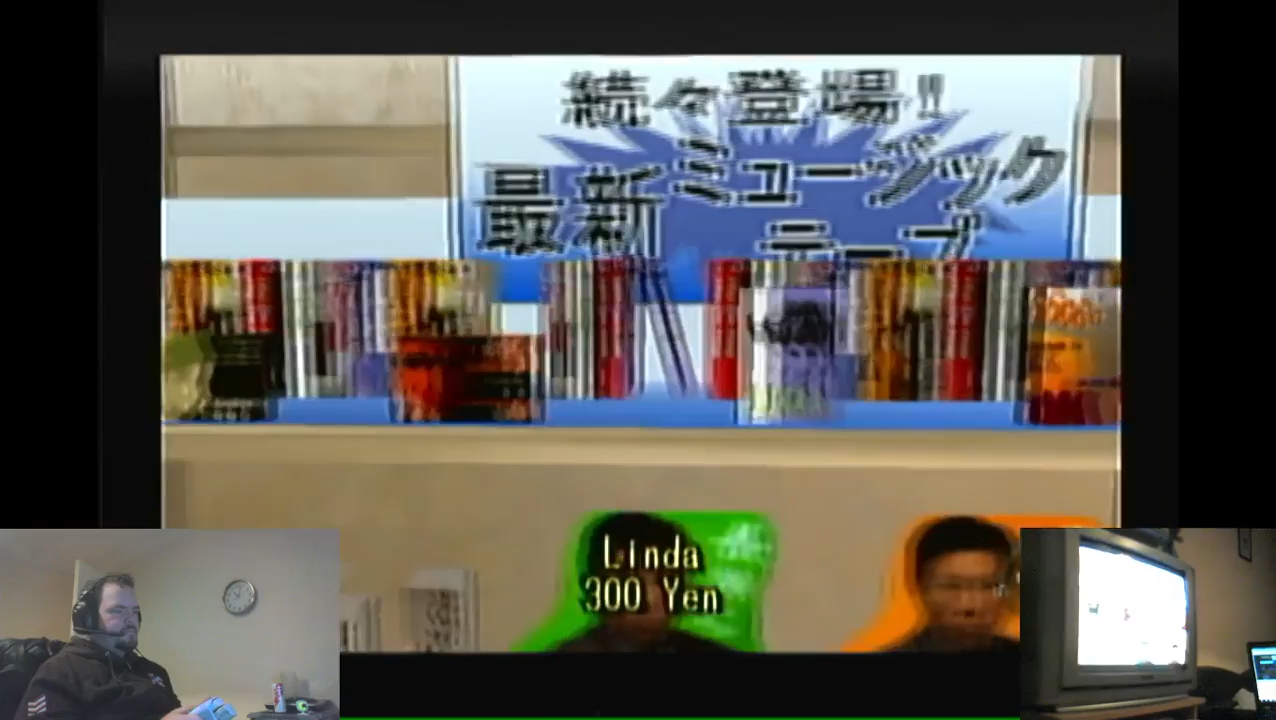 続々登場!!
最新ミュージック
テープ
Linda
300 Yen